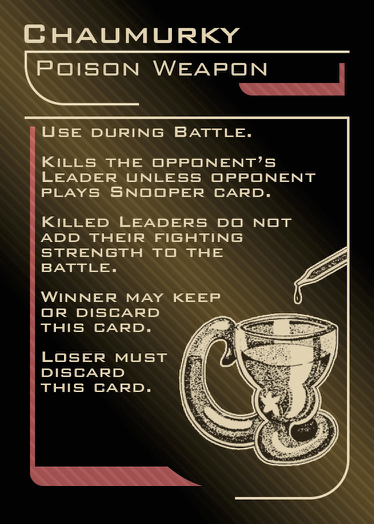 Chaumurky
Poison Weapon
Use during Battle.
Kills the opponent's
Leader unless opponent
plays Snooper card.
Killed Leaders do not
add their fighting
strength to the
battle.
Winner may keep
or discard
this card.
Loser must
discard
this card.